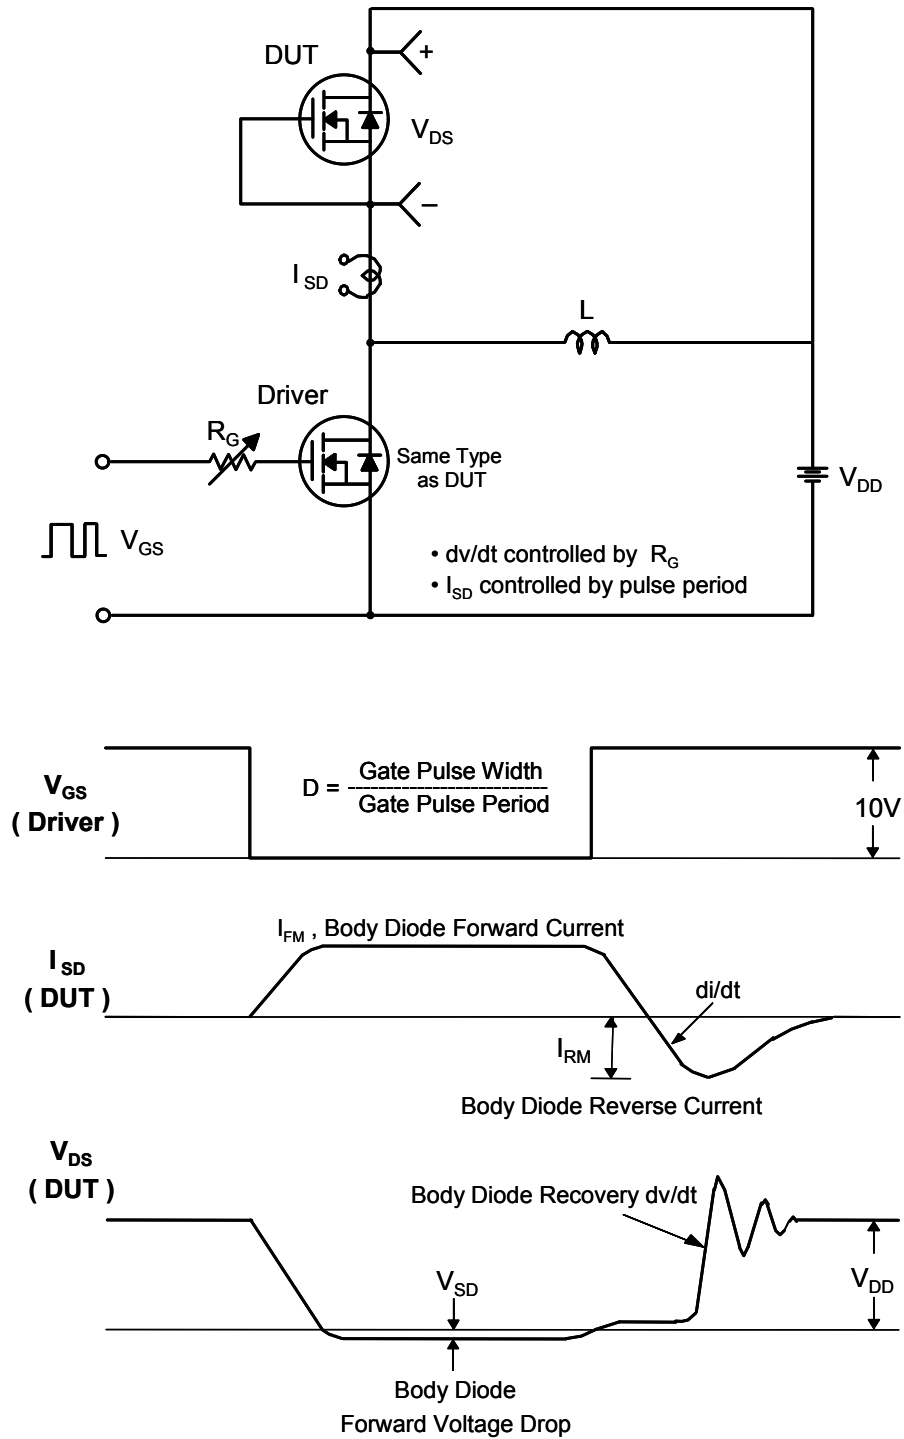 DUT
+
V_DS
−
I_SD
L
Driver
R_G
Same Type
as DUT
V_DD
V_GS
• dv/dt controlled by R_G
• I_SD controlled by pulse period
V_GS
( Driver )
D = Gate Pulse Width
Gate Pulse Period
10V
I_FM , Body Diode Forward Current
I_SD
( DUT )
di/dt
I_RM
Body Diode Reverse Current
V_DS
( DUT )
Body Diode Recovery dv/dt
V_SD
V_DD
Body Diode
Forward Voltage Drop